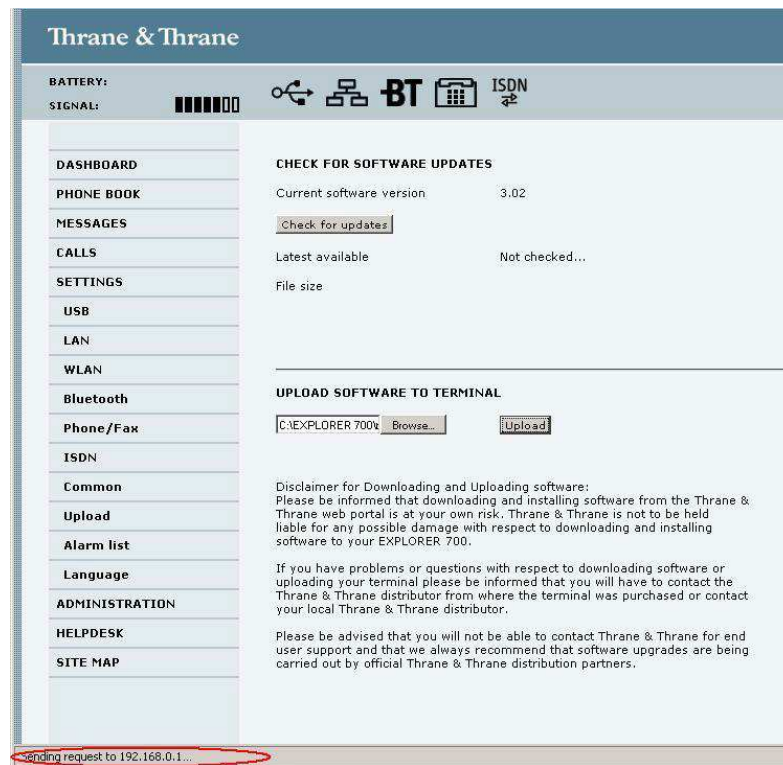 Thrane & Thrane
BATTERY:
SIGNAL:
BT
ISDN
DASHBOARD
PHONE BOOK
MESSAGES
CALLS
SETTINGS
USB
LAN
WLAN
Bluetooth
Phone/Fax
ISDN
Common
Upload
Alarm list
Language
ADMINISTRATION
HELPDESK
SITE MAP
CHECK FOR SOFTWARE UPDATES
Current software version 3.02
Check for updates
Latest available Not checked...
File size
UPLOAD SOFTWARE TO TERMINAL
C:\EXPLORER 700\ Browse... Upload
Disclaimer for Downloading and Uploading software:
Please be informed that downloading and installing software from the Thrane &
Thrane web portal is at your own risk. Thrane & Thrane is not to be held
liable for any possible damage with respect to downloading and installing
software to your EXPLORER 700.
If you have problems or questions with respect to downloading software or
uploading your terminal please be informed that you will have to contact the
Thrane & Thrane distributor from where the terminal was purchased or contact
your local Thrane & Thrane distributor.
Please be advised that you will not be able to contact Thrane & Thrane for end
user support and that we always recommend that software upgrades are being
carried out by official Thrane & Thrane distribution partners.
Sending request to 192.168.0.1...